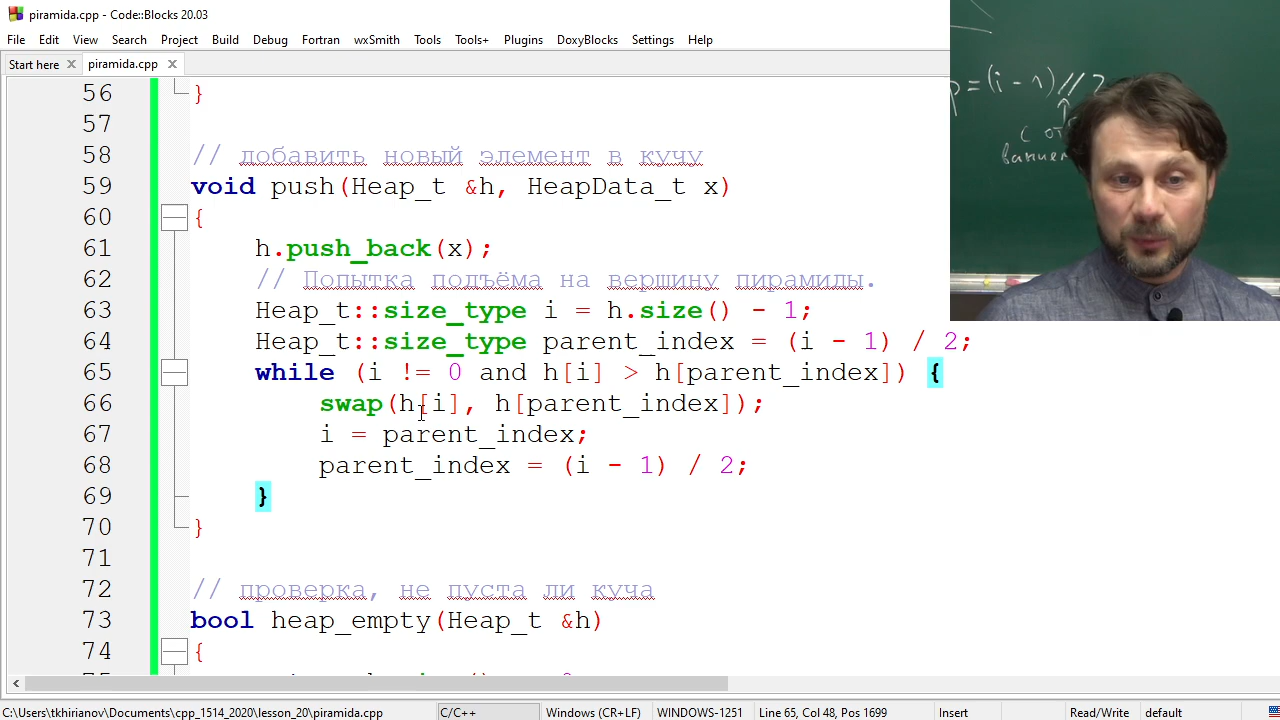 piramida.cpp - Code::Blocks 20.03
File Edit View Search Project Build Debug Fortran wxSmith Tools Tools+ Plugins DoxyBlocks Settings Help
Start here piramida.cpp
56 }
57
58 // добавить новый элемент в кучу
59 void push(Heap_t &h, HeapData_t x)
60 {
61 h.push_back(x);
62 // Попытка подъёма на вершину пирамиды.
63 Heap_t::size_type i = h.size() - 1;
64 Heap_t::size_type parent_index = (i - 1) / 2;
65 while (i != 0 and h[i] > h[parent_index]) {
66 swap(h[i], h[parent_index]);
67 i = parent_index;
68 parent_index = (i - 1) / 2;
69 }
70 }
71
72 // проверка, не пуста ли куча
73 bool heap_empty(Heap_t &h)
74 {
p=(i-1)//2
C:\Users\tkhirianov\Documents\cpp_1514_2020\lesson_20\piramida.cpp C/C++ Windows (CR+LF) WINDOWS-1251 Line 65, Col 48, Pos 1699 Insert Read/Write default